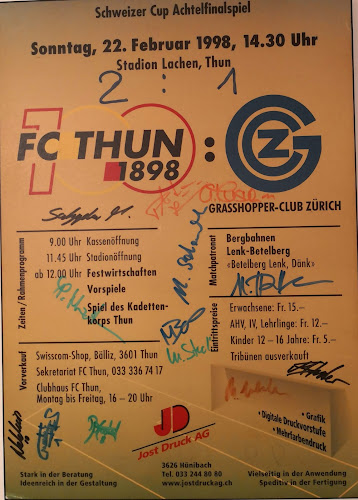 Schweizer Cup Achtelfinalspiel
Sonntag, 22. Februar 1998, 14.30 Uhr
Stadion Lachen, Thun
2 : 1
100
FC THUN
1898
:
GC Z
GRASSHOPPER-CLUB ZÜRICH
Zeiten / Rahmenprogramm
9.00 Uhr Kassenöffnung
11.45 Uhr Stadionöffnung
ab 12.00 Uhr Festwirtschaften
Vorspiele
Spiel des Kadetten-
korps Thun
Matchpatronat
Bergbahnen
Lenk-Betelberg
«Betelberg Lenk, Dänk»
Vorverkauf
Swisscom-Shop, Bälliz, 3601 Thun
Sekretariat FC Thun, 033 336 74 17
Clubhaus FC Thun,
Montag bis Freitag, 16 – 20 Uhr
Eintrittspreise
Erwachsene: Fr. 15.–
AHV, IV, Lehrlinge: Fr. 12.–
Kinder 12 – 16 Jahre: Fr. 5.–
Tribünen ausverkauft
JD
Jost Druck AG
3626 Hünibach
Tel. 033 244 80 80
www.jostdruckag.ch
• Grafik
• Digitale Druckvorstufe
• Mehrfarbendruck
Stark in der Beratung
Ideenreich in der Gestaltung
Vielseitig in der Anwendung
Speditiv in der Fertigung